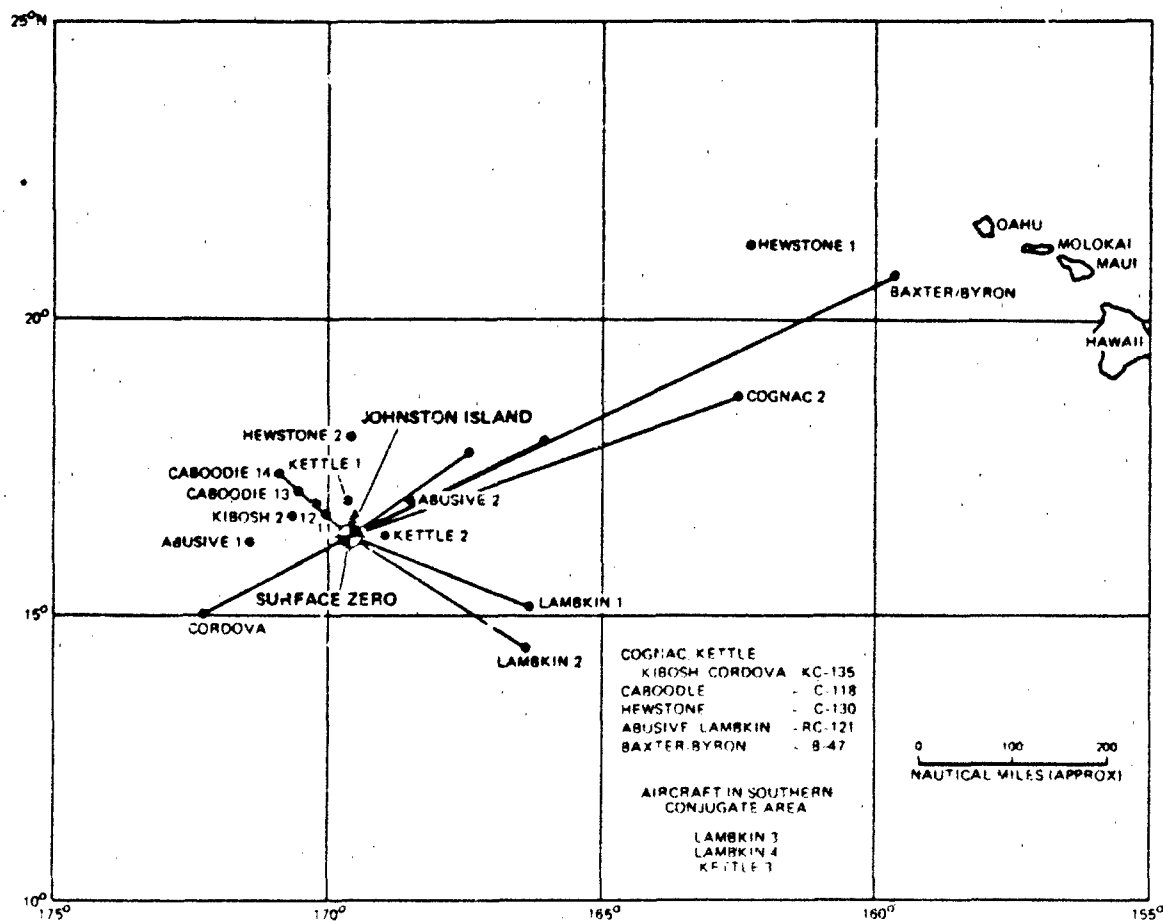 25°N
OAHU
HEWSTONE 1
MOLOKAI
MAUI
BAXTER/BYRON
20°
HAWAII
COGNAC 2
JOHNSTON ISLAND
HEWSTONE 2
KETTLE 1
CABOODIE 14
CABOODIE 13
ABUSIVE 2
KIBOSH 2
12
11
KETTLE 2
ABUSIVE 1
SURFACE ZERO
LAMBKIN 1
15°
CORDOVA
LAMBKIN 2
COGNAC, KETTLE
KIBOSH CORDOVA - KC-135
CABOODLE - C-118
HEWSTONE - C-130
ABUSIVE LAMBKIN - RC-121
BAXTER-BYRON - B-47
0 100 200
NAUTICAL MILES (APPROX)
AIRCRAFT IN SOUTHERN
CONJUGATE AREA
LAMBKIN 3
LAMBKIN 4
KETTLE 3
10°
175° 170° 165° 160° 155°